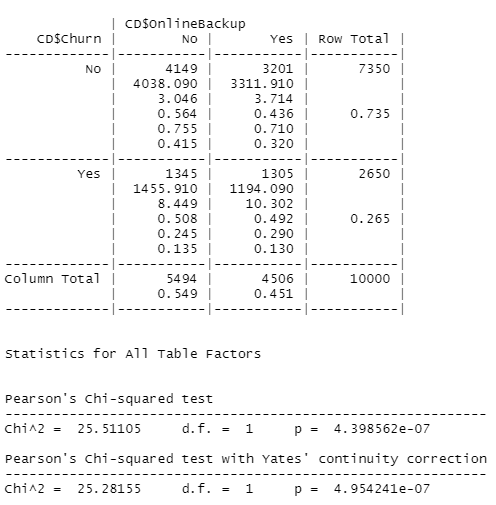 | CD$OnlineBackup
    CD$Churn |        No |       Yes | Row Total |
-------------|-----------|-----------|-----------|
          No |      4149 |      3201 |      7350 |
             |  4038.090 |  3311.910 |           |
             |     3.046 |     3.714 |           |
             |     0.564 |     0.436 |     0.735 |
             |     0.755 |     0.710 |           |
             |     0.415 |     0.320 |           |
-------------|-----------|-----------|-----------|
         Yes |      1345 |      1305 |      2650 |
             |  1455.910 |  1194.090 |           |
             |     8.449 |    10.302 |           |
             |     0.508 |     0.492 |     0.265 |
             |     0.245 |     0.290 |           |
             |     0.135 |     0.130 |           |
-------------|-----------|-----------|-----------|
Column Total |      5494 |      4506 |     10000 |
             |     0.549 |     0.451 |           |
-------------|-----------|-----------|-----------|
Statistics for All Table Factors
Pearson's Chi-squared test
------------------------------------------------------------
Chi^2 =  25.51105     d.f. =  1     p =  4.398562e-07
Pearson's Chi-squared test with Yates' continuity correction
------------------------------------------------------------
Chi^2 =  25.28155     d.f. =  1     p =  4.954241e-07